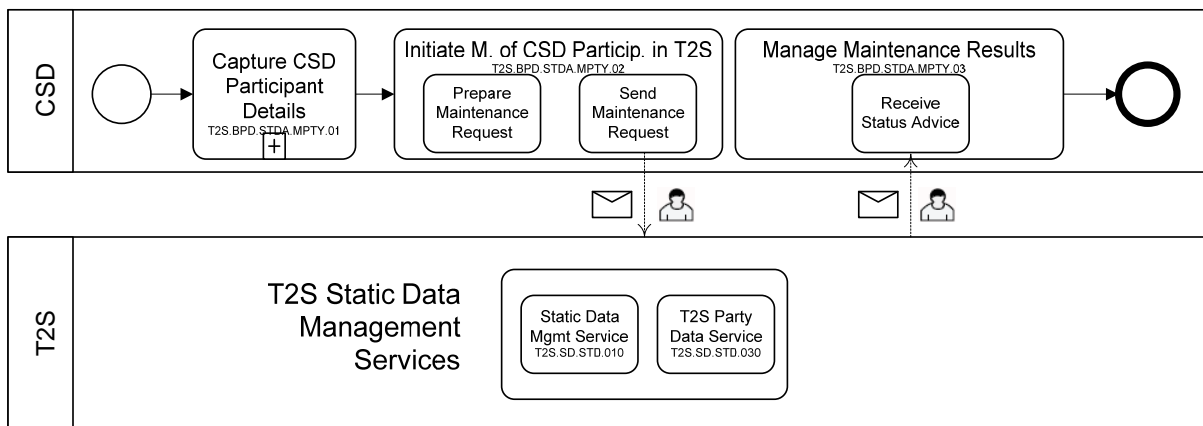 CSD
Capture CSD
Participant
Details
T2S.BPD.STDA.MPTY.01
+
Initiate M. of CSD Particip. in T2S
T2S.BPD.STDA.MPTY.02
Prepare
Maintenance
Request
Send
Maintenance
Request
Manage Maintenance Results
T2S.BPD.STDA.MPTY.03
Receive
Status Advice
T2S
T2S Static Data
Management
Services
Static Data
Mgmt Service
T2S.SD.STD.010
T2S Party
Data Service
T2S.SD.STD.030